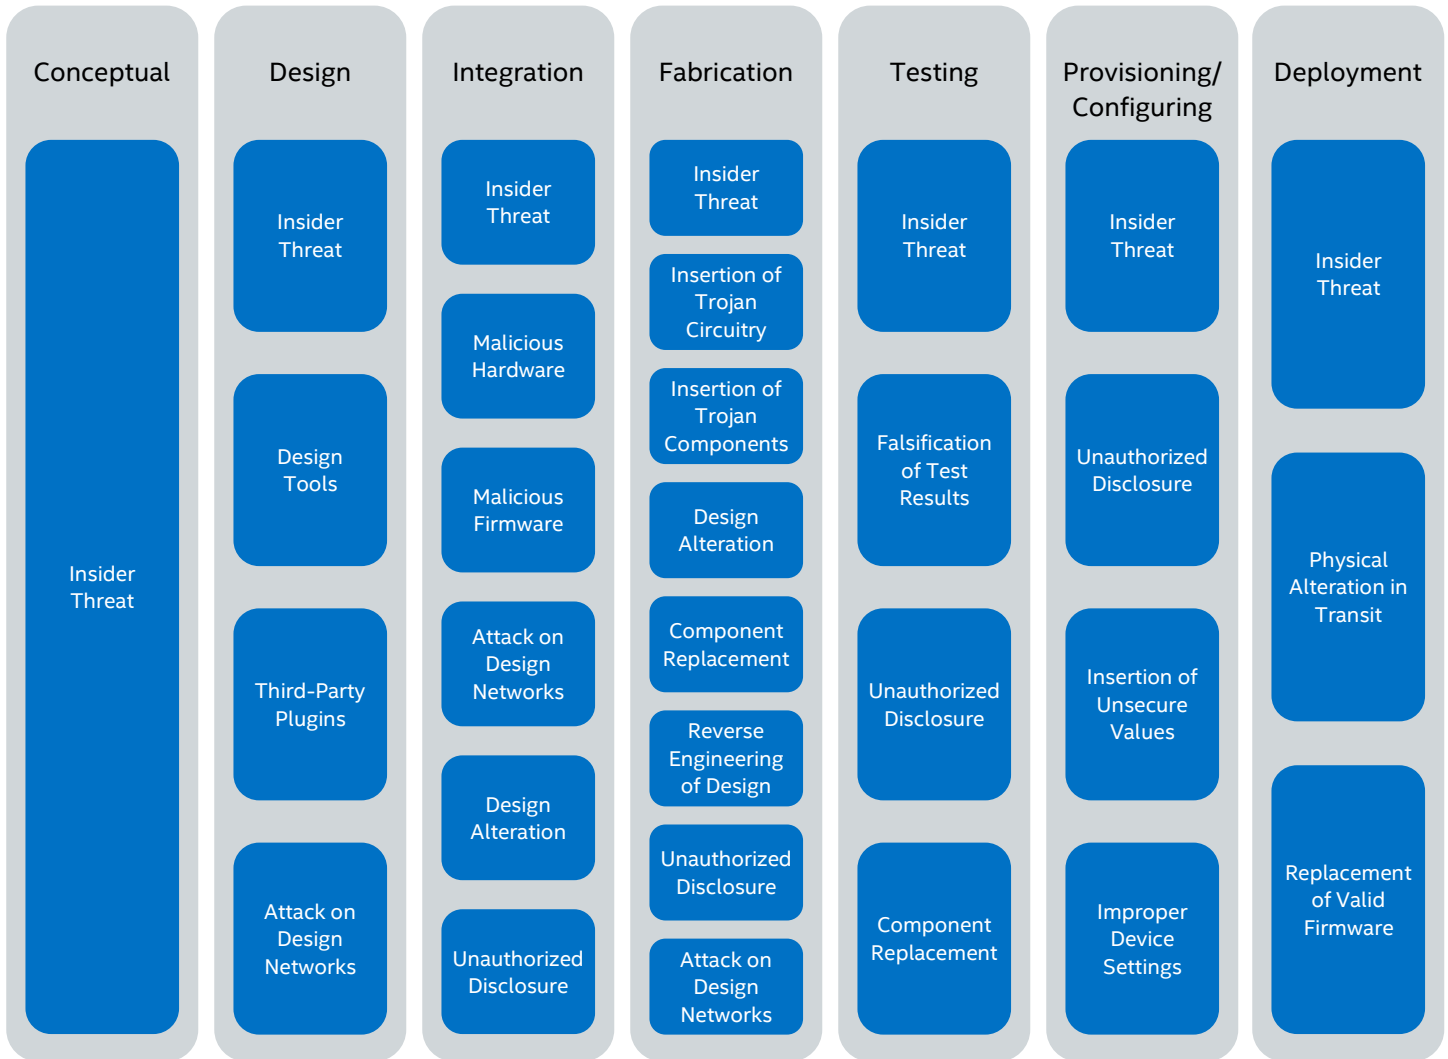 Conceptual
Insider
Threat
Design
Insider
Threat
Design
Tools
Third-Party
Plugins
Attack on
Design
Networks
Integration
Insider
Threat
Malicious
Hardware
Malicious
Firmware
Attack on
Design
Networks
Design
Alteration
Unauthorized
Disclosure
Fabrication
Insider
Threat
Insertion of
Trojan
Circuitry
Insertion of
Trojan
Components
Design
Alteration
Component
Replacement
Reverse
Engineering
of Design
Unauthorized
Disclosure
Attack on
Design
Networks
Testing
Insider
Threat
Falsification
of Test
Results
Unauthorized
Disclosure
Component
Replacement
Provisioning/
Configuring
Insider
Threat
Unauthorized
Disclosure
Insertion of
Unsecure
Values
Improper
Device
Settings
Deployment
Insider
Threat
Physical
Alteration in
Transit
Replacement
of Valid
Firmware